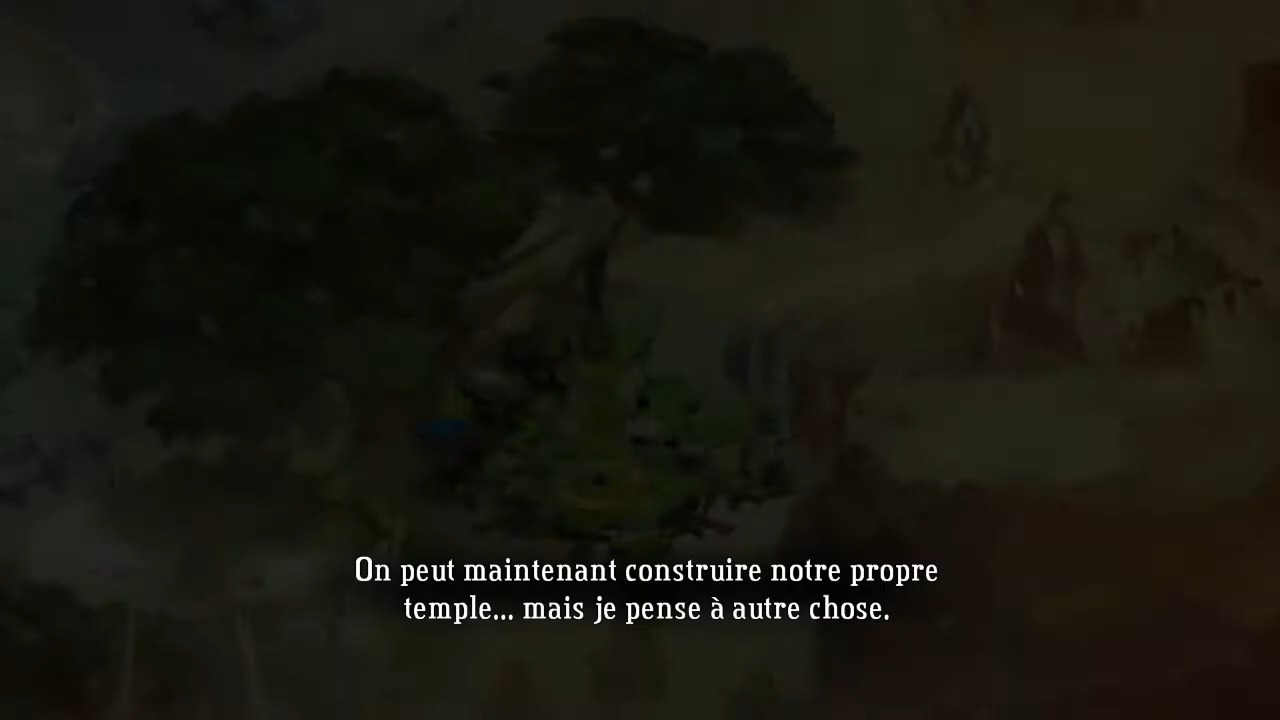 On peut maintenant construire notre propre
temple... mais je pense à autre chose.